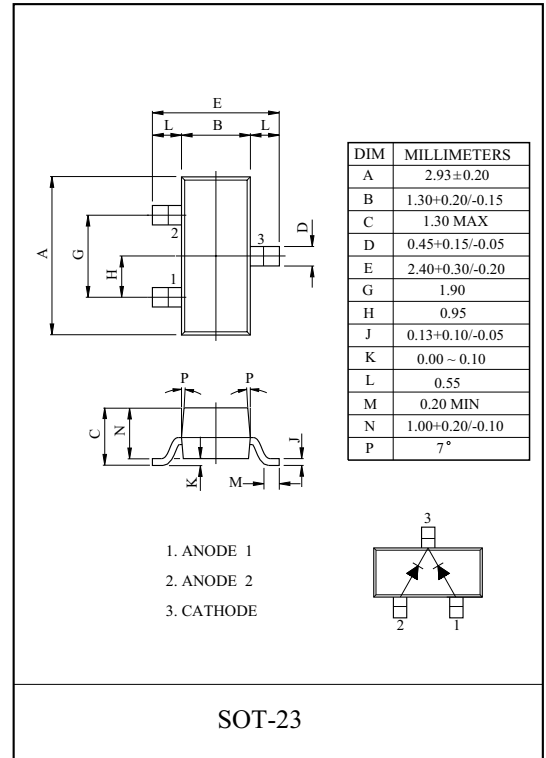 E
L B L
A
G
H
D
2
3
1
DIM MILLIMETERS
A 2.93±0.20
B 1.30+0.20/-0.15
C 1.30 MAX
D 0.45+0.15/-0.05
E 2.40+0.30/-0.20
G 1.90
H 0.95
J 0.13+0.10/-0.05
K 0.00 ~ 0.10
L 0.55
M 0.20 MIN
N 1.00+0.20/-0.10
P 7°
P P
C
N
K
M
J
1. ANODE 1
2. ANODE 2
3. CATHODE
3
2 1
SOT-23